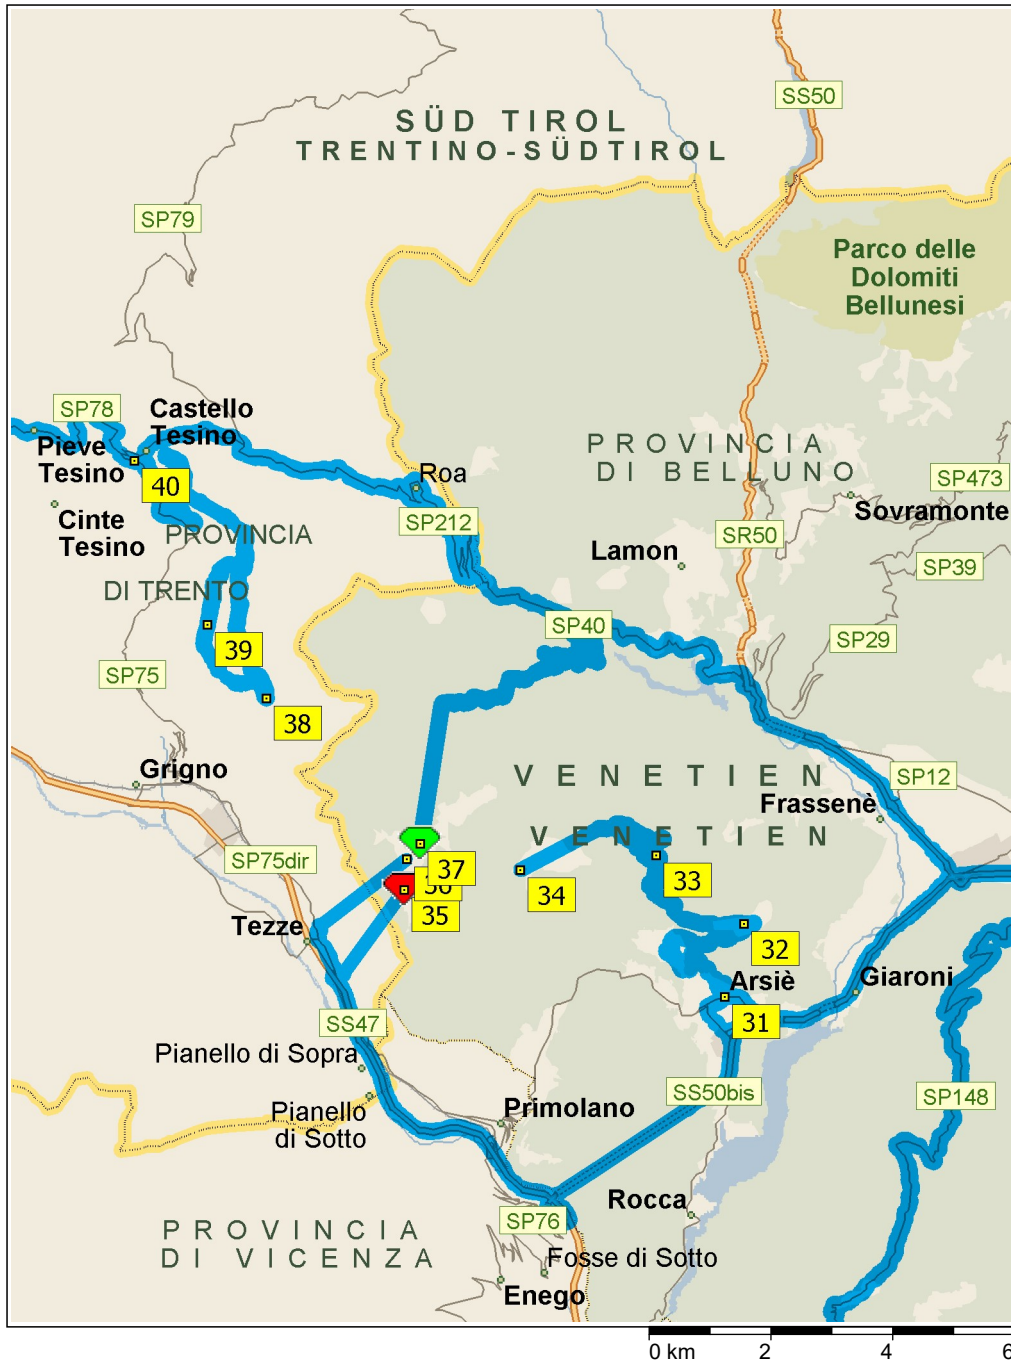 SS50
SÜD TIROL
TRENTINO-SÜDTIROL
SP79
Parco delle
Dolomiti
Bellunesi
SP78
Castello
Tesino
Pieve
Tesino
40
Roa
PROVINCIA
DI BELLUNO
SP473
Sovramonte
Cinte
Tesino
PROVINCIA
SP212
SR50
Lamon
SP39
DI TRENTO
SP40
39
SP29
SP75
38
Grigno
VENETIEN
SP12
Frassenè
VENETIEN
SP75dir
37
36
35
34
33
Tezze
32
Arsiè
Giaroni
31
SS47
Pianello di Sopra
SS50bis
SP148
Pianello
di Sotto
Primolano
Rocca
SP76
PROVINCIA
DI VICENZA
Fosse di Sotto
Enego
0 km
2
4
6